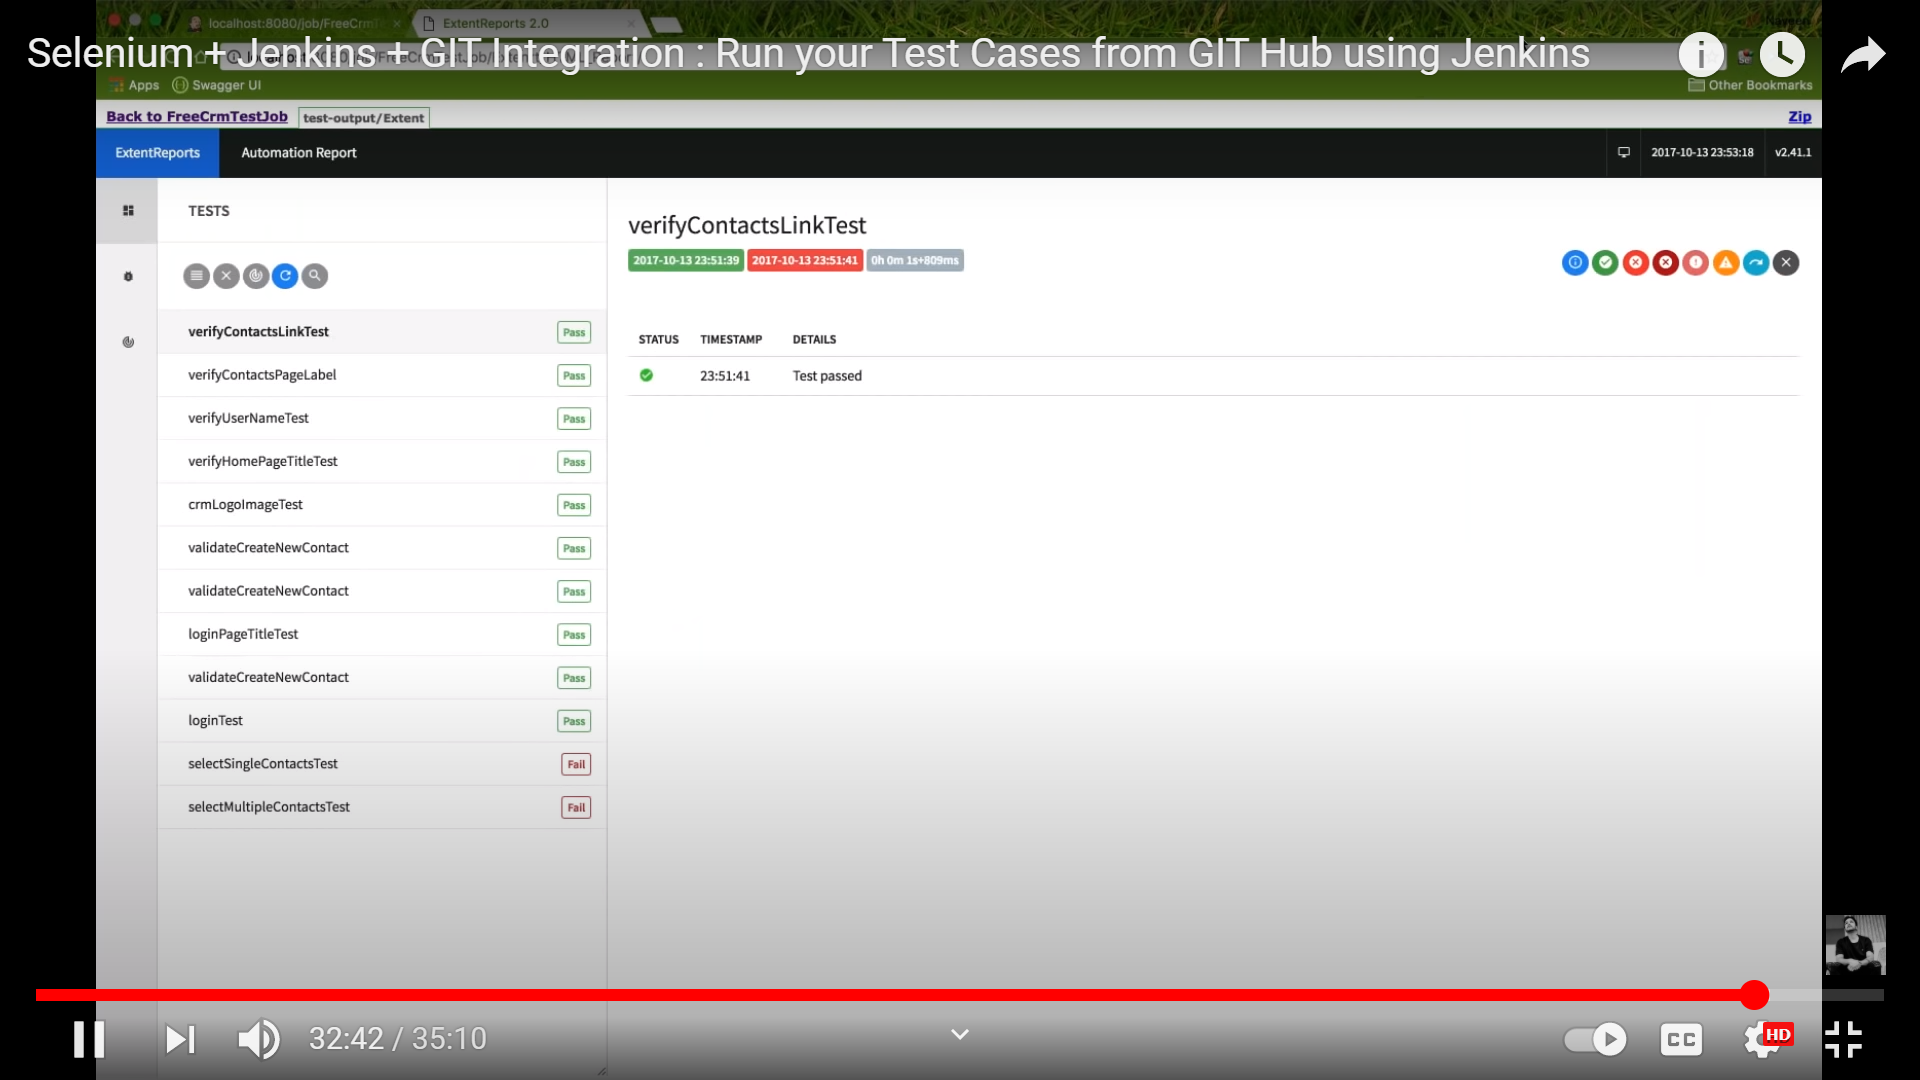 localhost:8080/job/FreeCrmTe
ExtentReports 2.0
Selenium + Jenkins + GIT Integration : Run your Test Cases from GIT Hub using Jenkins
Apps Swagger UI Other Bookmarks
Back to FreeCrmTestJob test-output/Extent Zip
ExtentReports Automation Report 2017-10-13 23:53:18 v2.41.1
TESTS
verifyContactsLinkTest
2017-10-13 23:51:39 2017-10-13 23:51:41 0h 0m 1s+809ms
STATUS TIMESTAMP DETAILS
23:51:41 Test passed
verifyContactsLinkTest Pass
verifyContactsPageLabel Pass
verifyUserNameTest Pass
verifyHomePageTitleTest Pass
crmLogoImageTest Pass
validateCreateNewContact Pass
validateCreateNewContact Pass
loginPageTitleTest Pass
validateCreateNewContact Pass
loginTest Pass
selectSingleContactsTest Fail
selectMultipleContactsTest Fail
32:42 / 35:10
CC
HD